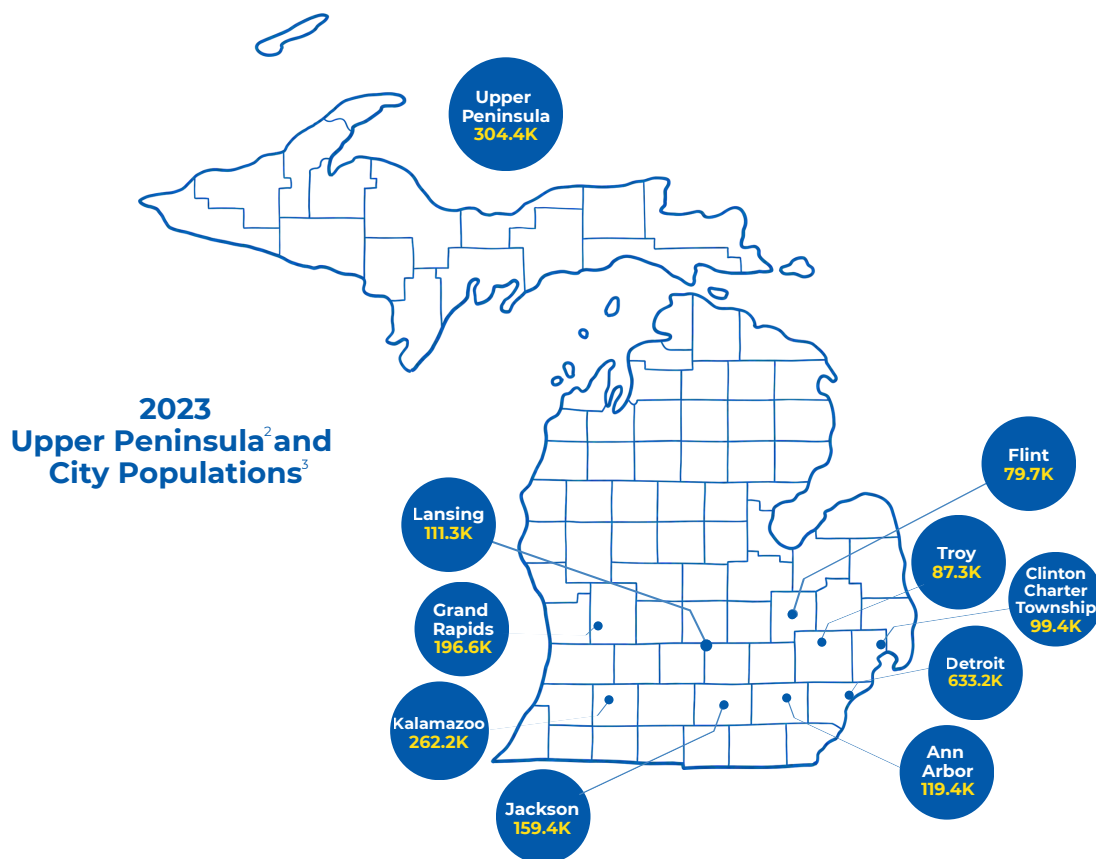 Upper
Peninsula
304.4K
2023
Upper Peninsula² and
City Populations³
Flint
79.7K
Lansing
111.3K
Troy
87.3K
Clinton
Charter
Township
99.4K
Grand
Rapids
196.6K
Detroit
633.2K
Kalamazoo
262.2K
Ann
Arbor
119.4K
Jackson
159.4K